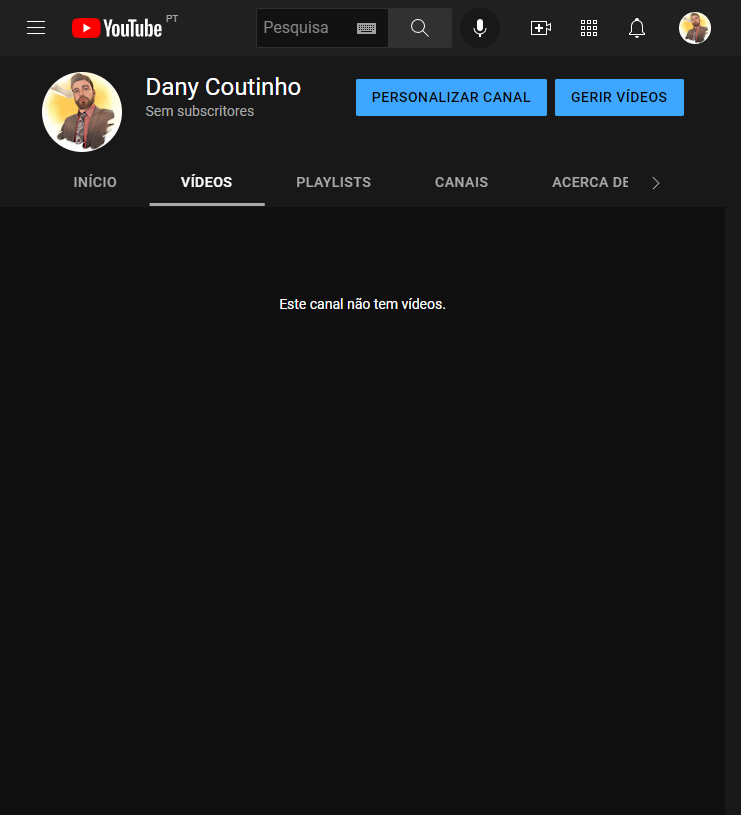 YouTube PT
Pesquisa
Dany Coutinho
Sem subscritores
PERSONALIZAR CANAL
GERIR VÍDEOS
INÍCIO
VÍDEOS
PLAYLISTS
CANAIS
ACERCA DE
Este canal não tem vídeos.